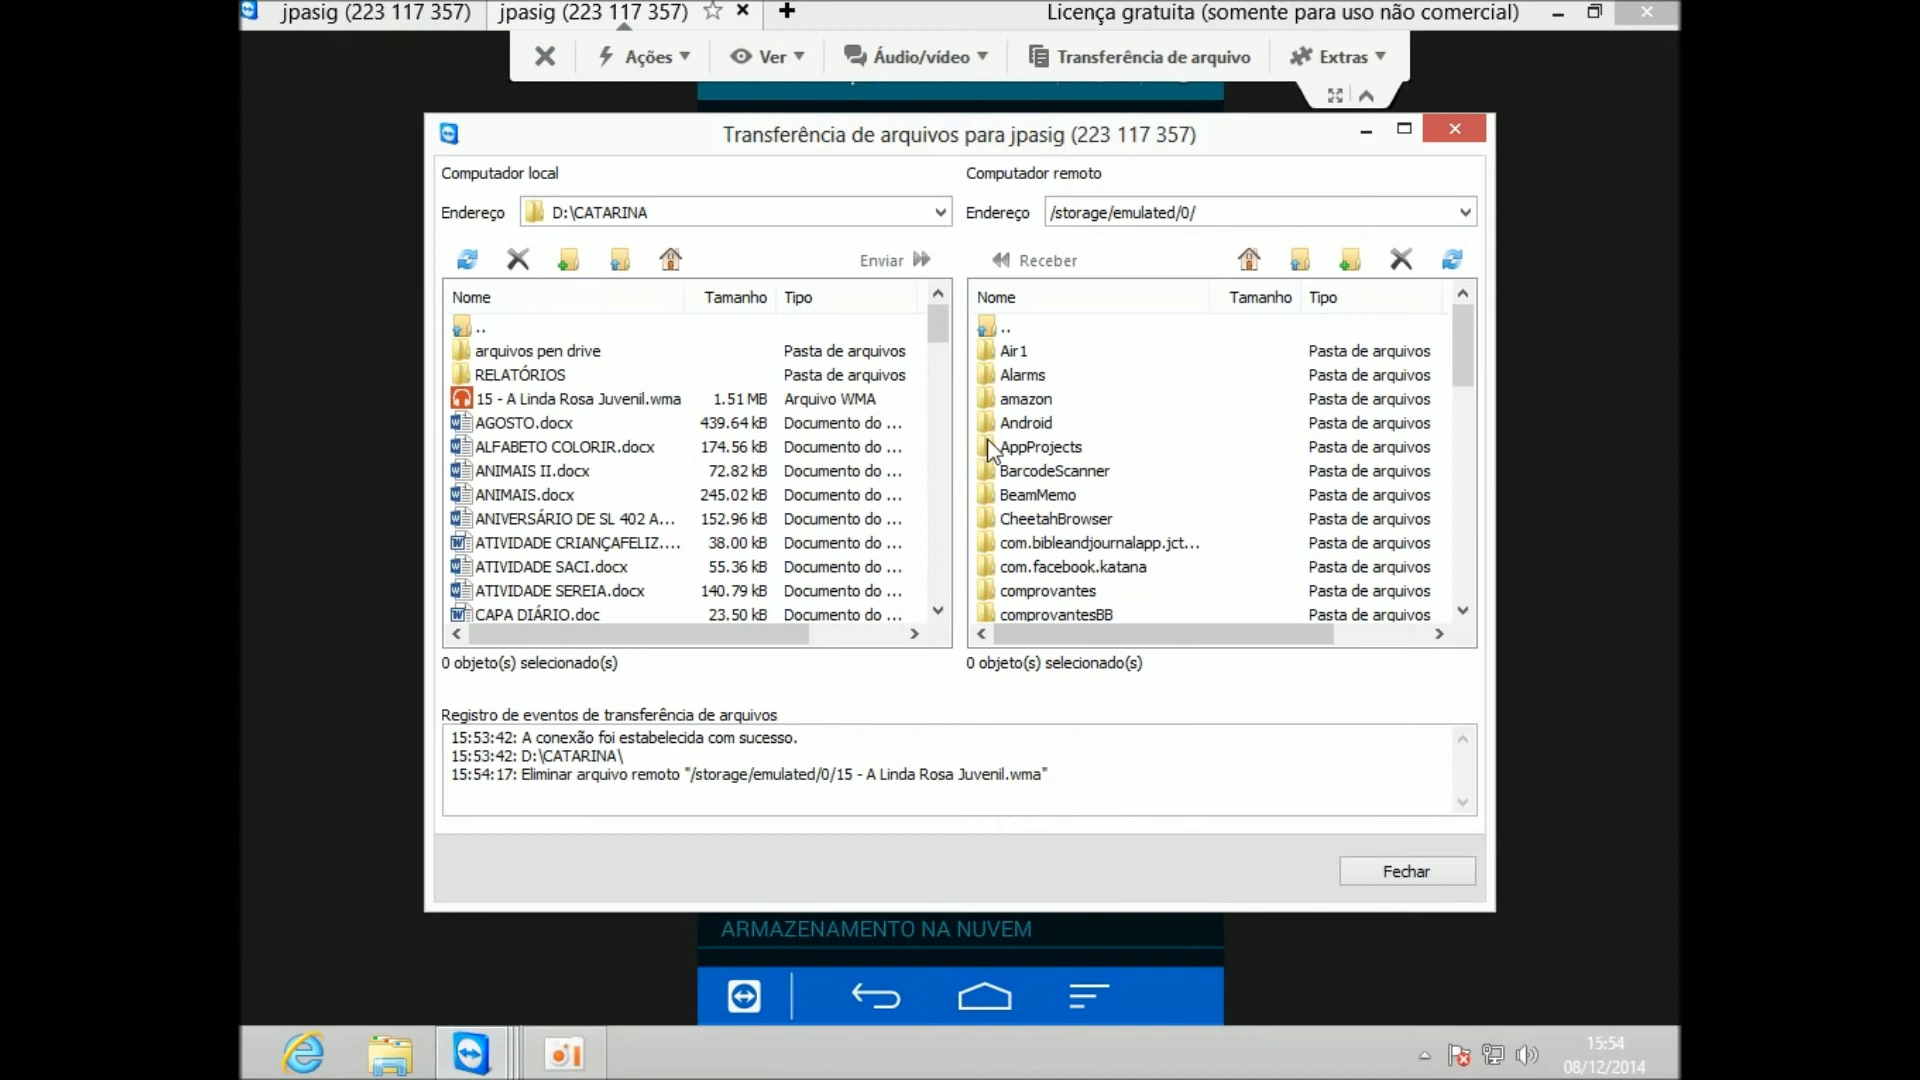 jpasig (223 117 357)
jpasig (223 117 357)
Licença gratuita (somente para uso não comercial)
Ações
Ver
Áudio/vídeo
Transferência de arquivo
Extras
Transferência de arquivos para jpasig (223 117 357)
Computador local
Computador remoto
Endereço D:\CATARINA
Endereço /storage/emulated/0/
Enviar
Receber
Nome Tamanho Tipo
..
arquivos pen drive Pasta de arquivos
RELATÓRIOS Pasta de arquivos
15 - A Linda Rosa Juvenil.wma 1.51 MB Arquivo WMA
AGOSTO.docx 439.64 kB Documento do ...
ALFABETO COLORIR.docx 174.56 kB Documento do ...
ANIMAIS II.docx 72.82 kB Documento do ...
ANIMAIS.docx 245.02 kB Documento do ...
ANIVERSÁRIO DE SL 402 A... 152.96 kB Documento do ...
ATIVIDADE CRIANÇAFELIZ.... 38.00 kB Documento do ...
ATIVIDADE SACI.docx 55.36 kB Documento do ...
ATIVIDADE SEREIA.docx 140.79 kB Documento do ...
CAPA DIÁRIO.doc 23.50 kB Documento do ...
Nome Tamanho Tipo
..
Air1 Pasta de arquivos
Alarms Pasta de arquivos
amazon Pasta de arquivos
Android Pasta de arquivos
AppProjects Pasta de arquivos
BarcodeScanner Pasta de arquivos
BeamMemo Pasta de arquivos
CheetahBrowser Pasta de arquivos
com.bibleandjournalapp.jct... Pasta de arquivos
com.facebook.katana Pasta de arquivos
comprovantes Pasta de arquivos
comprovantesBB Pasta de arquivos
0 objeto(s) selecionado(s)
0 objeto(s) selecionado(s)
Registro de eventos de transferência de arquivos
15:53:42: A conexão foi estabelecida com sucesso.
15:53:42: D:\CATARINA\
15:54:17: Eliminar arquivo remoto "/storage/emulated/0/15 - A Linda Rosa Juvenil.wma"
Fechar
ARMAZENAMENTO NA NUVEM
15:54
08/12/2014